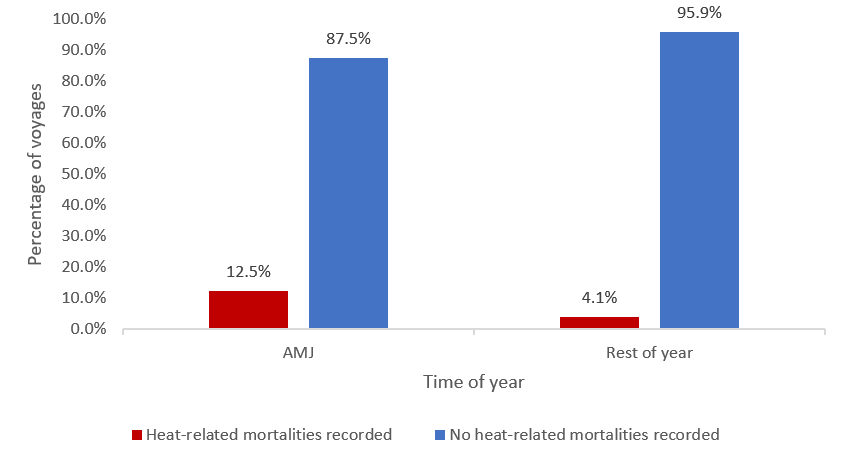 100.0%
90.0%
80.0%
70.0%
60.0%
50.0%
40.0%
30.0%
20.0%
10.0%
0.0%
Percentage of voyages
12.5%
87.5%
4.1%
95.9%
AMJ
Rest of year
Time of year
Heat-related mortalities recorded
No heat-related mortalities recorded